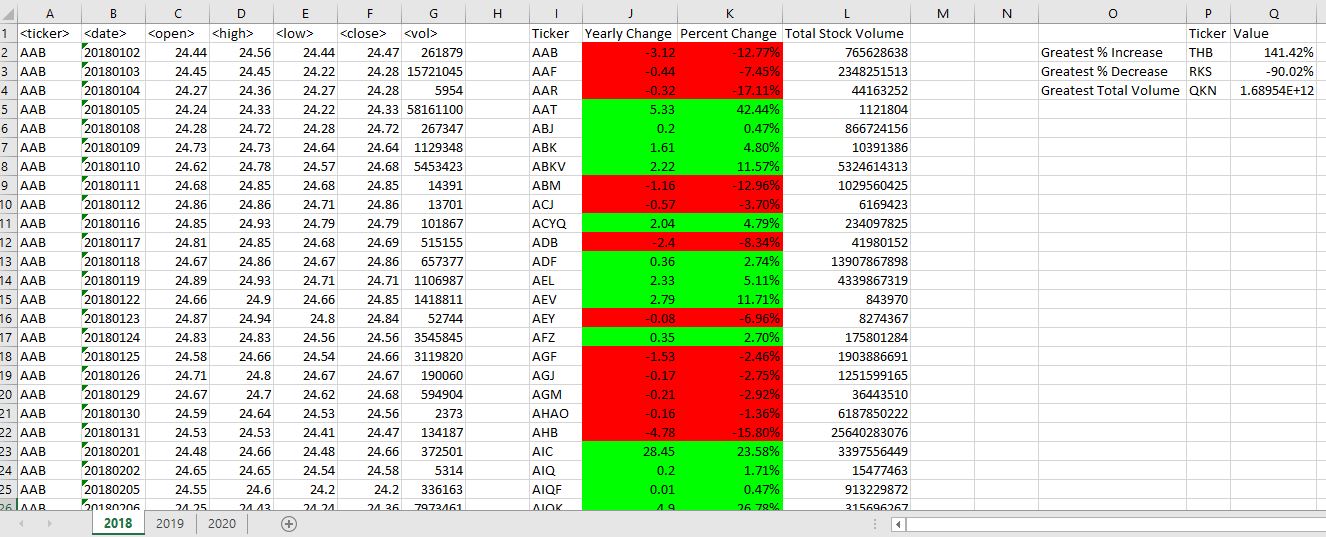 A B C D E F G H I J K L M N O P Q
1 <ticker> <date> <open> <high> <low> <close> <vol> Ticker Yearly Change Percent Change Total Stock Volume Ticker Value
2 AAB 20180102 24.44 24.56 24.44 24.47 261879 AAB -3.12 -12.77% 765628638 Greatest % Increase THB 141.42%
3 AAB 20180103 24.45 24.45 24.22 24.28 15721045 AAF -0.44 -7.45% 2348251513 Greatest % Decrease RKS -90.02%
4 AAB 20180104 24.27 24.36 24.27 24.28 5954 AAR -0.32 -17.11% 44163252 Greatest Total Volume QKN 1.68954E+12
5 AAB 20180105 24.24 24.33 22.22 24.33 58161100 AAT 5.33 42.44% 1121804
6 AAB 20180108 24.28 24.72 24.28 24.72 267347 ABJ 0.2 0.47% 866724156
7 AAB 20180109 24.73 24.73 24.64 24.64 1129348 ABK 1.61 4.80% 10391386
8 AAB 20180110 24.62 24.78 24.57 24.68 5453423 ABKV 2.22 11.57% 5324614313
9 AAB 20180111 24.68 24.85 24.68 24.85 14391 ABM -1.16 -12.96% 1029560425
10 AAB 20180112 24.86 24.86 24.71 24.86 13701 ACJ -0.57 -3.70% 6169423
11 AAB 20180116 24.85 24.93 24.79 24.79 101867 ACYQ 2.04 4.79% 234097825
12 AAB 20180117 24.81 24.85 24.68 24.69 515155 ADB -2.4 -8.34% 41980152
13 AAB 20180118 24.67 24.86 24.67 24.86 657377 ADF 0.36 2.74% 13907867898
14 AAB 20180119 24.89 24.93 24.71 24.71 1106987 AEL 2.33 5.11% 4339867319
15 AAB 20180122 24.66 24.9 24.66 24.85 1418811 AEV 2.79 11.71% 843970
16 AAB 20180123 24.87 24.94 24.8 24.84 52744 AEY -0.08 -6.96% 8274367
17 AAB 20180124 24.83 24.83 24.56 24.56 3545845 AFZ 0.35 2.70% 175801284
18 AAB 20180125 24.58 24.66 24.54 24.66 3119820 AGF -1.53 -2.46% 1903886691
19 AAB 20180126 24.71 24.8 24.67 24.67 190060 AGJ -0.17 -2.75% 1251599165
20 AAB 20180129 24.67 24.7 24.62 24.68 594904 AGM -0.21 -2.92% 36443510
21 AAB 20180130 24.59 24.64 24.53 24.56 2373 AHAO -0.16 -1.36% 6187850222
22 AAB 20180131 24.53 24.53 24.41 24.47 134187 AHB -4.78 -15.80% 25640283076
23 AAB 20180201 24.48 24.66 24.48 24.66 372501 AIC 28.45 23.58% 3397556449
24 AAB 20180202 24.65 24.65 24.54 24.58 5314 AIQ 0.2 1.71% 15477463
25 AAB 20180205 24.55 24.6 24.2 24.2 336163 AIQF 0.01 0.47% 913229872
26 AAB 20180206 24.25 24.43 24.24 24.36 7973461 4.9 26.78% 315696267
2018 2019 2020